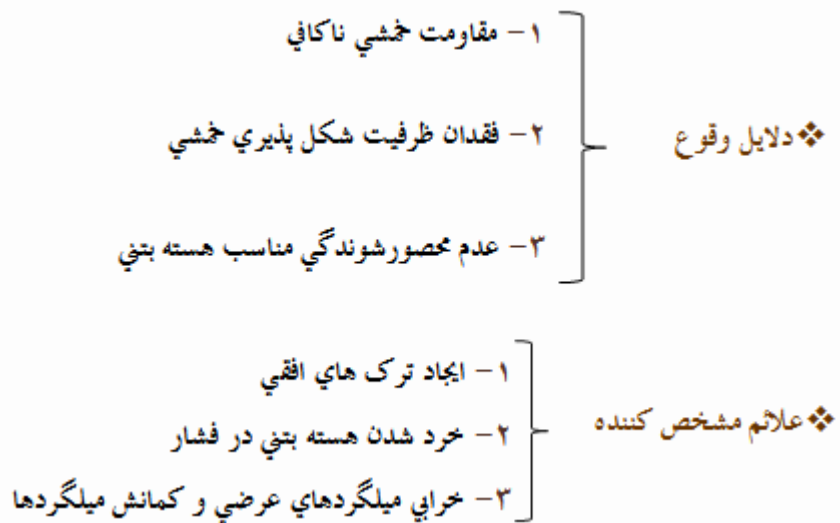 ❖ دلايل وقوع
۱- مقاومت خمشي ناكافي
۲- فقدان ظرفيت شكل پذيري خمشي
۳- عدم محصورشوندگي مناسب هسته بتني
❖ علائم مشخص كننده
۱- ايجاد ترک هاي افقي
۲- خرد شدن هسته بتني در فشار
۳- خرابي ميلگردهاي عرضي و كمانش ميلگردها